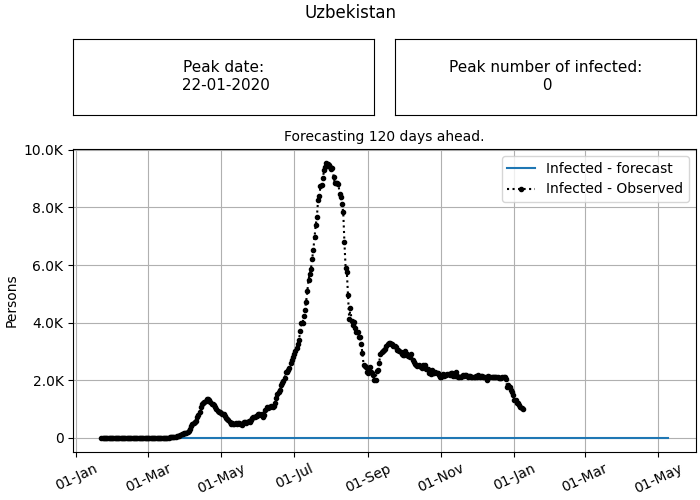 Uzbekistan
Peak date:
22-01-2020
Peak number of infected:
0
Forecasting 120 days ahead.
10.0K
8.0K
6.0K
4.0K
2.0K
0
Persons
Infected - forecast
Infected - Observed
01-Jan
01-Mar
01-May
01-Jul
01-Sep
01-Nov
01-Jan
01-Mar
01-May